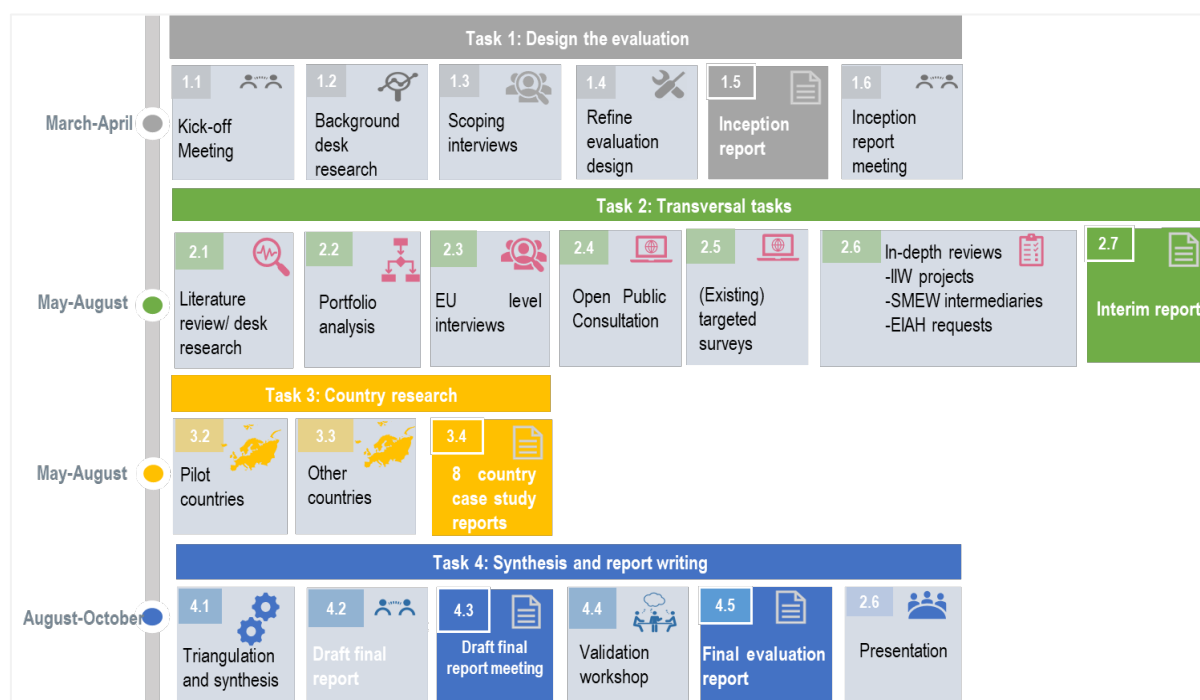 Task 1: Design the evaluation
March-April
1.1
Kick-off
Meeting
1.2
Background
desk
research
1.3
Scoping
interviews
1.4
Refine
evaluation
design
1.5
Inception
report
1.6
Inception
report
meeting
Task 2: Transversal tasks
May-August
2.1
Literature
review/ desk
research
2.2
Portfolio
analysis
2.3
EU level
interviews
2.4
Open Public
Consultation
2.5
(Existing)
targeted
surveys
2.6
In-depth reviews
-IIW projects
-SMEW intermediaries
-EIAH requests
2.7
Interim report
Task 3: Country research
May-August
3.2
Pilot
countries
3.3
Other
countries
3.4
8 country
case study
reports
Task 4: Synthesis and report writing
August-October
4.1
Triangulation
and synthesis
4.2
Draft final
report
4.3
Draft final
report meeting
4.4
Validation
workshop
4.5
Final evaluation
report
2.6
Presentation